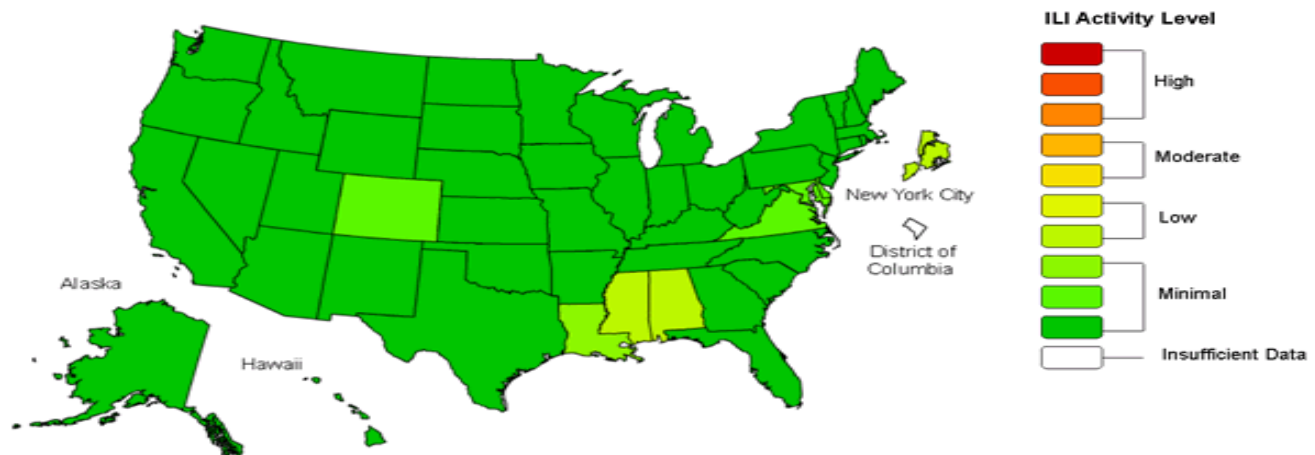 ILI Activity Level
High
Moderate
New York City
Low
District of
Columbia
Alaska
Minimal
Hawaii
Insufficient Data